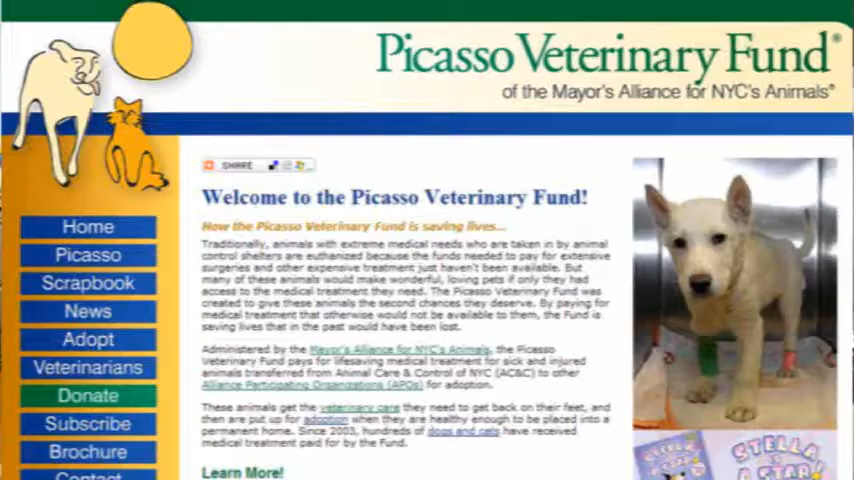 Picasso Veterinary Fund®
of the Mayor's Alliance for NYC's Animals®
SHARE
Welcome to the Picasso Veterinary Fund!
How the Picasso Veterinary Fund is saving lives...
Traditionally, animals with extreme medical needs who are taken in by animal
control shelters are euthanized because the funds needed to pay for extensive
surgeries and other expensive treatment just haven't been available. But
many of these animals would make wonderful, loving pets if only they had
access to the medical treatment they need. The Picasso Veterinary Fund was
created to give these animals the second chances they deserve. By paying for
medical treatment that otherwise would not be available to them, the Fund is
saving lives that in the past would have been lost.
Administered by the Mayor's Alliance for NYC's Animals, the Picasso
Veterinary Fund pays for lifesaving medical treatment for sick and injured
animals transferred from Animal Care & Control of NYC (AC&C) to other
Alliance Participating Organizations (APOs) for adoption.
These animals get the veterinary care they need to get back on their feet, and
then are put up for adoption when they are healthy enough to be placed into a
permanent home. Since 2003, hundreds of dogs and cats have received
medical treatment paid for by the Fund.
Learn More!
Home
Picasso
Scrapbook
News
Adopt
Veterinarians
Donate
Subscribe
Brochure
Contact
STELLA
IS
A STAR!
STELLA
IS
A STAR!